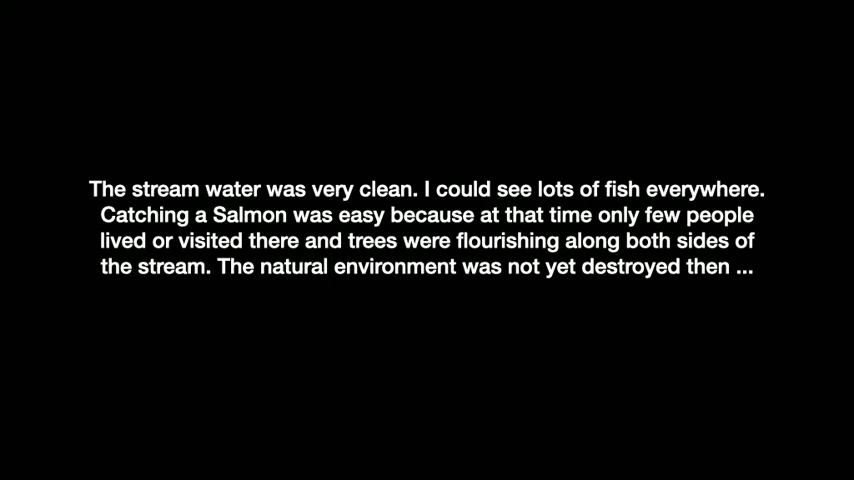 The stream water was very clean. I could see lots of fish everywhere.
Catching a Salmon was easy because at that time only few people
lived or visited there and trees were flourishing along both sides of
the stream. The natural environment was not yet destroyed then ...